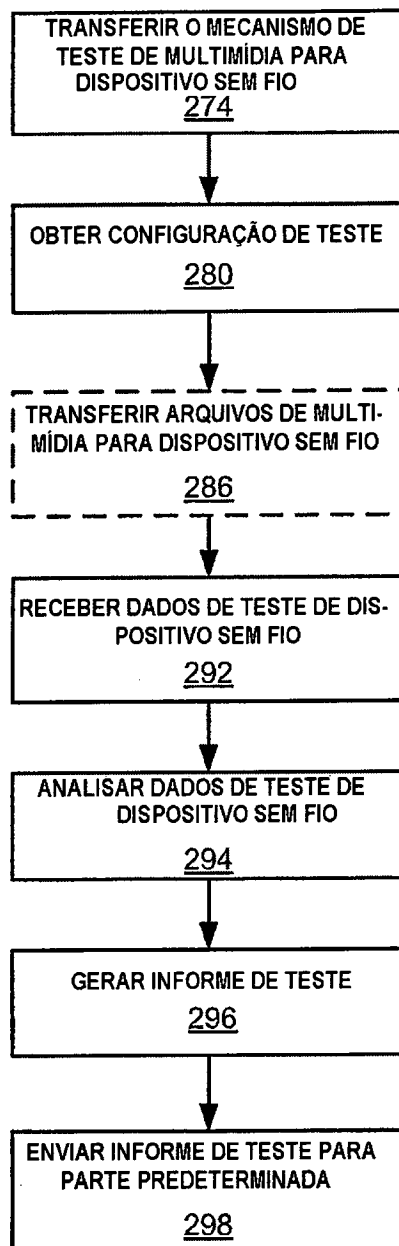 TRANSFERIR O MECANISMO DE
TESTE DE MULTIMÍDIA PARA
DISPOSITIVO SEM FIO
274
OBTER CONFIGURAÇÃO DE TESTE
280
TRANSFERIR ARQUIVOS DE MULTI-
MÍDIA PARA DISPOSITIVO SEM FIO
286
RECEBER DADOS DE TESTE DE DIS-
POSITIVO SEM FIO
292
ANALISAR DADOS DE TESTE DE
DISPOSITIVO SEM FIO
294
GERAR INFORME DE TESTE
296
ENVIAR INFORME DE TESTE PARA
PARTE PREDETERMINADA
298